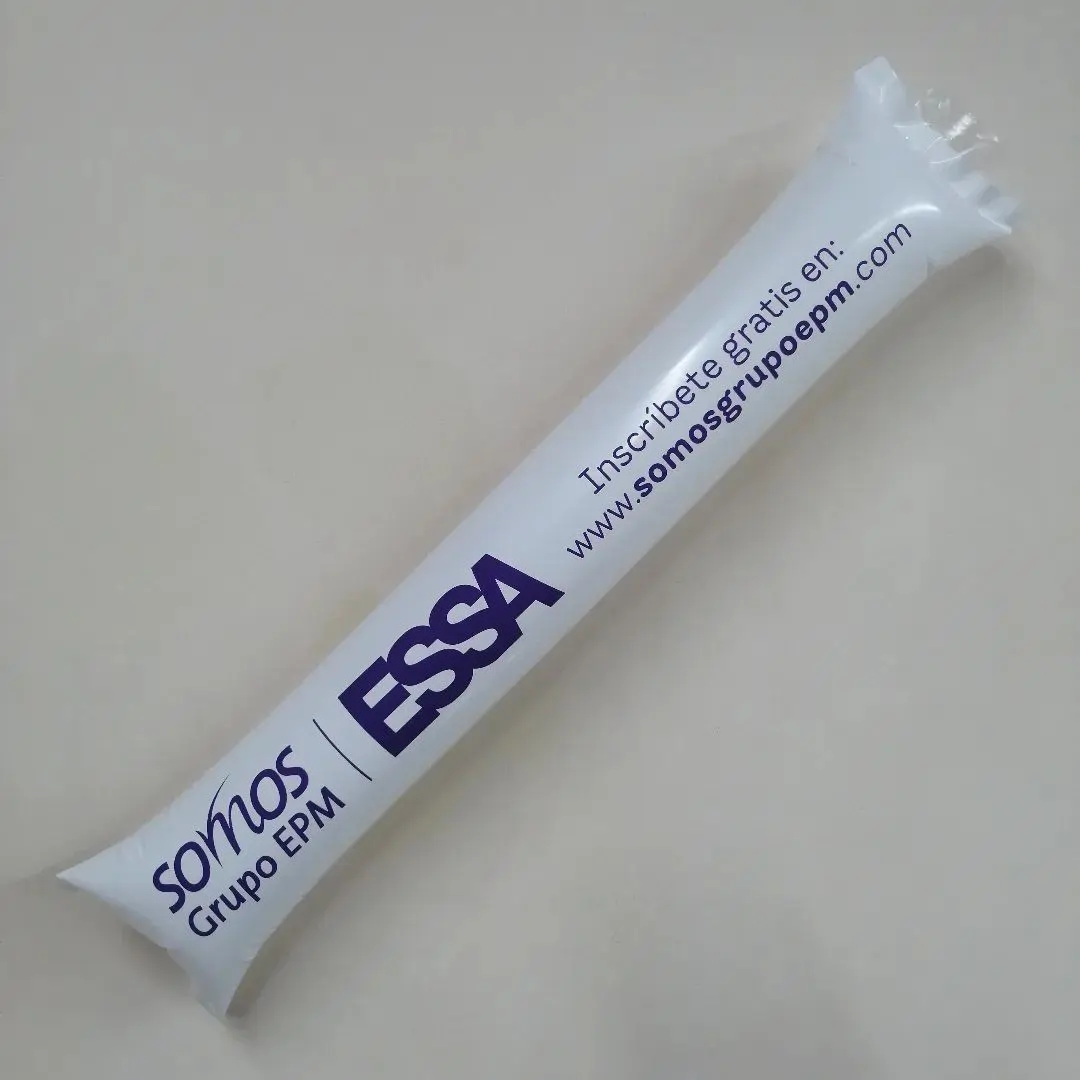 somos
Grupo EPM
ESSA
Inscríbete gratis en:
www.somosgrupoepm.com